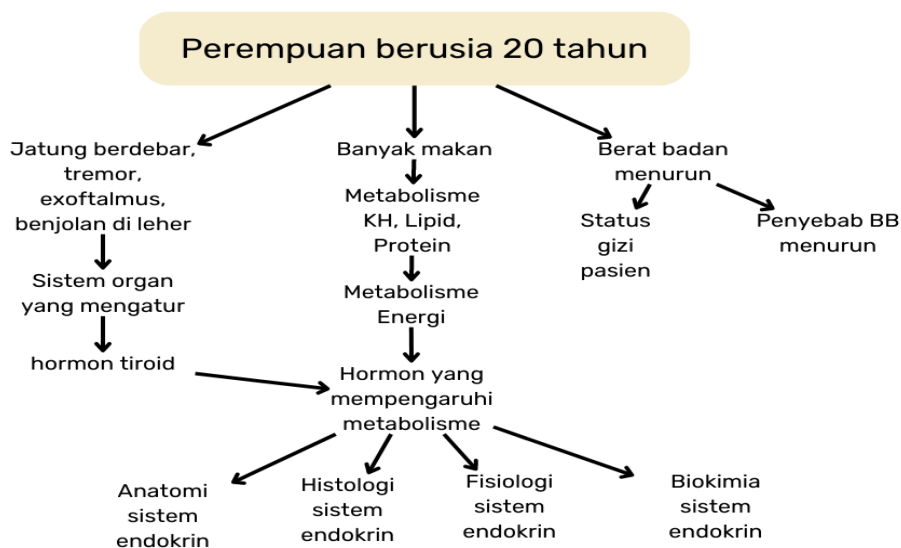 Perempuan berusia 20 tahun
Jatung berdebar,
tremor,
exoftalmus,
benjolan di leher
Sistem organ
yang mengatur
hormon tiroid
Banyak makan
Metabolisme
KH, Lipid,
Protein
Metabolisme
Energi
Hormon yang
mempengaruhi
metabolisme
Berat badan
menurun
Status
gizi
pasien
Penyebab BB
menurun
Anatomi
sistem
endokrin
Histologi
sistem
endokrin
Fisiologi
sistem
endokrin
Biokimia
sistem
endokrin